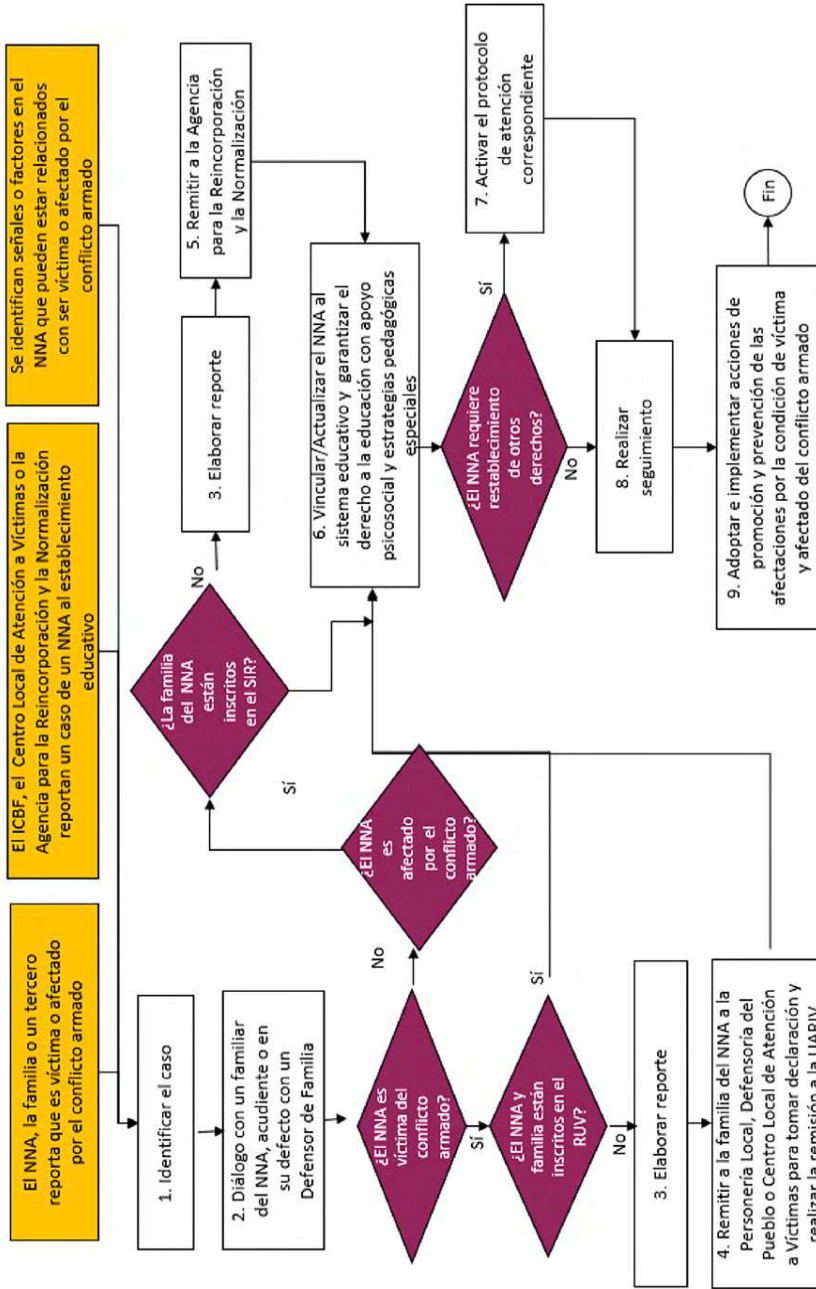 El NNA, la familia o un tercero
reporta que es víctima o afectado
por el conflicto armado
El ICBF, el Centro Local de Atención a Víctimas o la
Agencia para la Reincorporación y la Normalización
reportan un caso de un NNA al establecimiento
educativo
Se identifican señales o factores en el
NNA que pueden estar relacionados
con ser víctima o afectado por el
conflicto armado
1. Identificar el caso
2. Diálogo con un familiar
del NNA, acudiente o en
su defecto con un
Defensor de Familia
¿El NNA es
víctima del
conflicto
armado?
No
Sí
¿El NNA
es
afectado
por el
conflicto
armado?
Sí
¿La familia
del NNA
están
inscritos
en el SIR?
No
3. Elaborar reporte
5. Remitir a la Agencia
para la Reincorporación
y la Normalización
¿El NNA y
familia están
inscritos en el
RUV?
Sí
No
3. Elaborar reporte
4. Remitir a la familia del NNA a la
Personería Local, Defensoría del
Pueblo o Centro Local de Atención
a Víctimas para tomar declaración y
realizar la remisión a la UARIV
6. Vincular/Actualizar el NNA al
sistema educativo y garantizar el
derecho a la educación con apoyo
psicosocial y estrategias pedagógicas
especiales
¿El NNA requiere
restablecimiento
de otros
derechos?
Sí
No
7. Activar el protocolo
de atención
correspondiente
8. Realizar
seguimiento
9. Adoptar e implementar acciones de
promoción y prevención de las
afectaciones por la condición de víctima
y afectado del conflicto armado
Fin